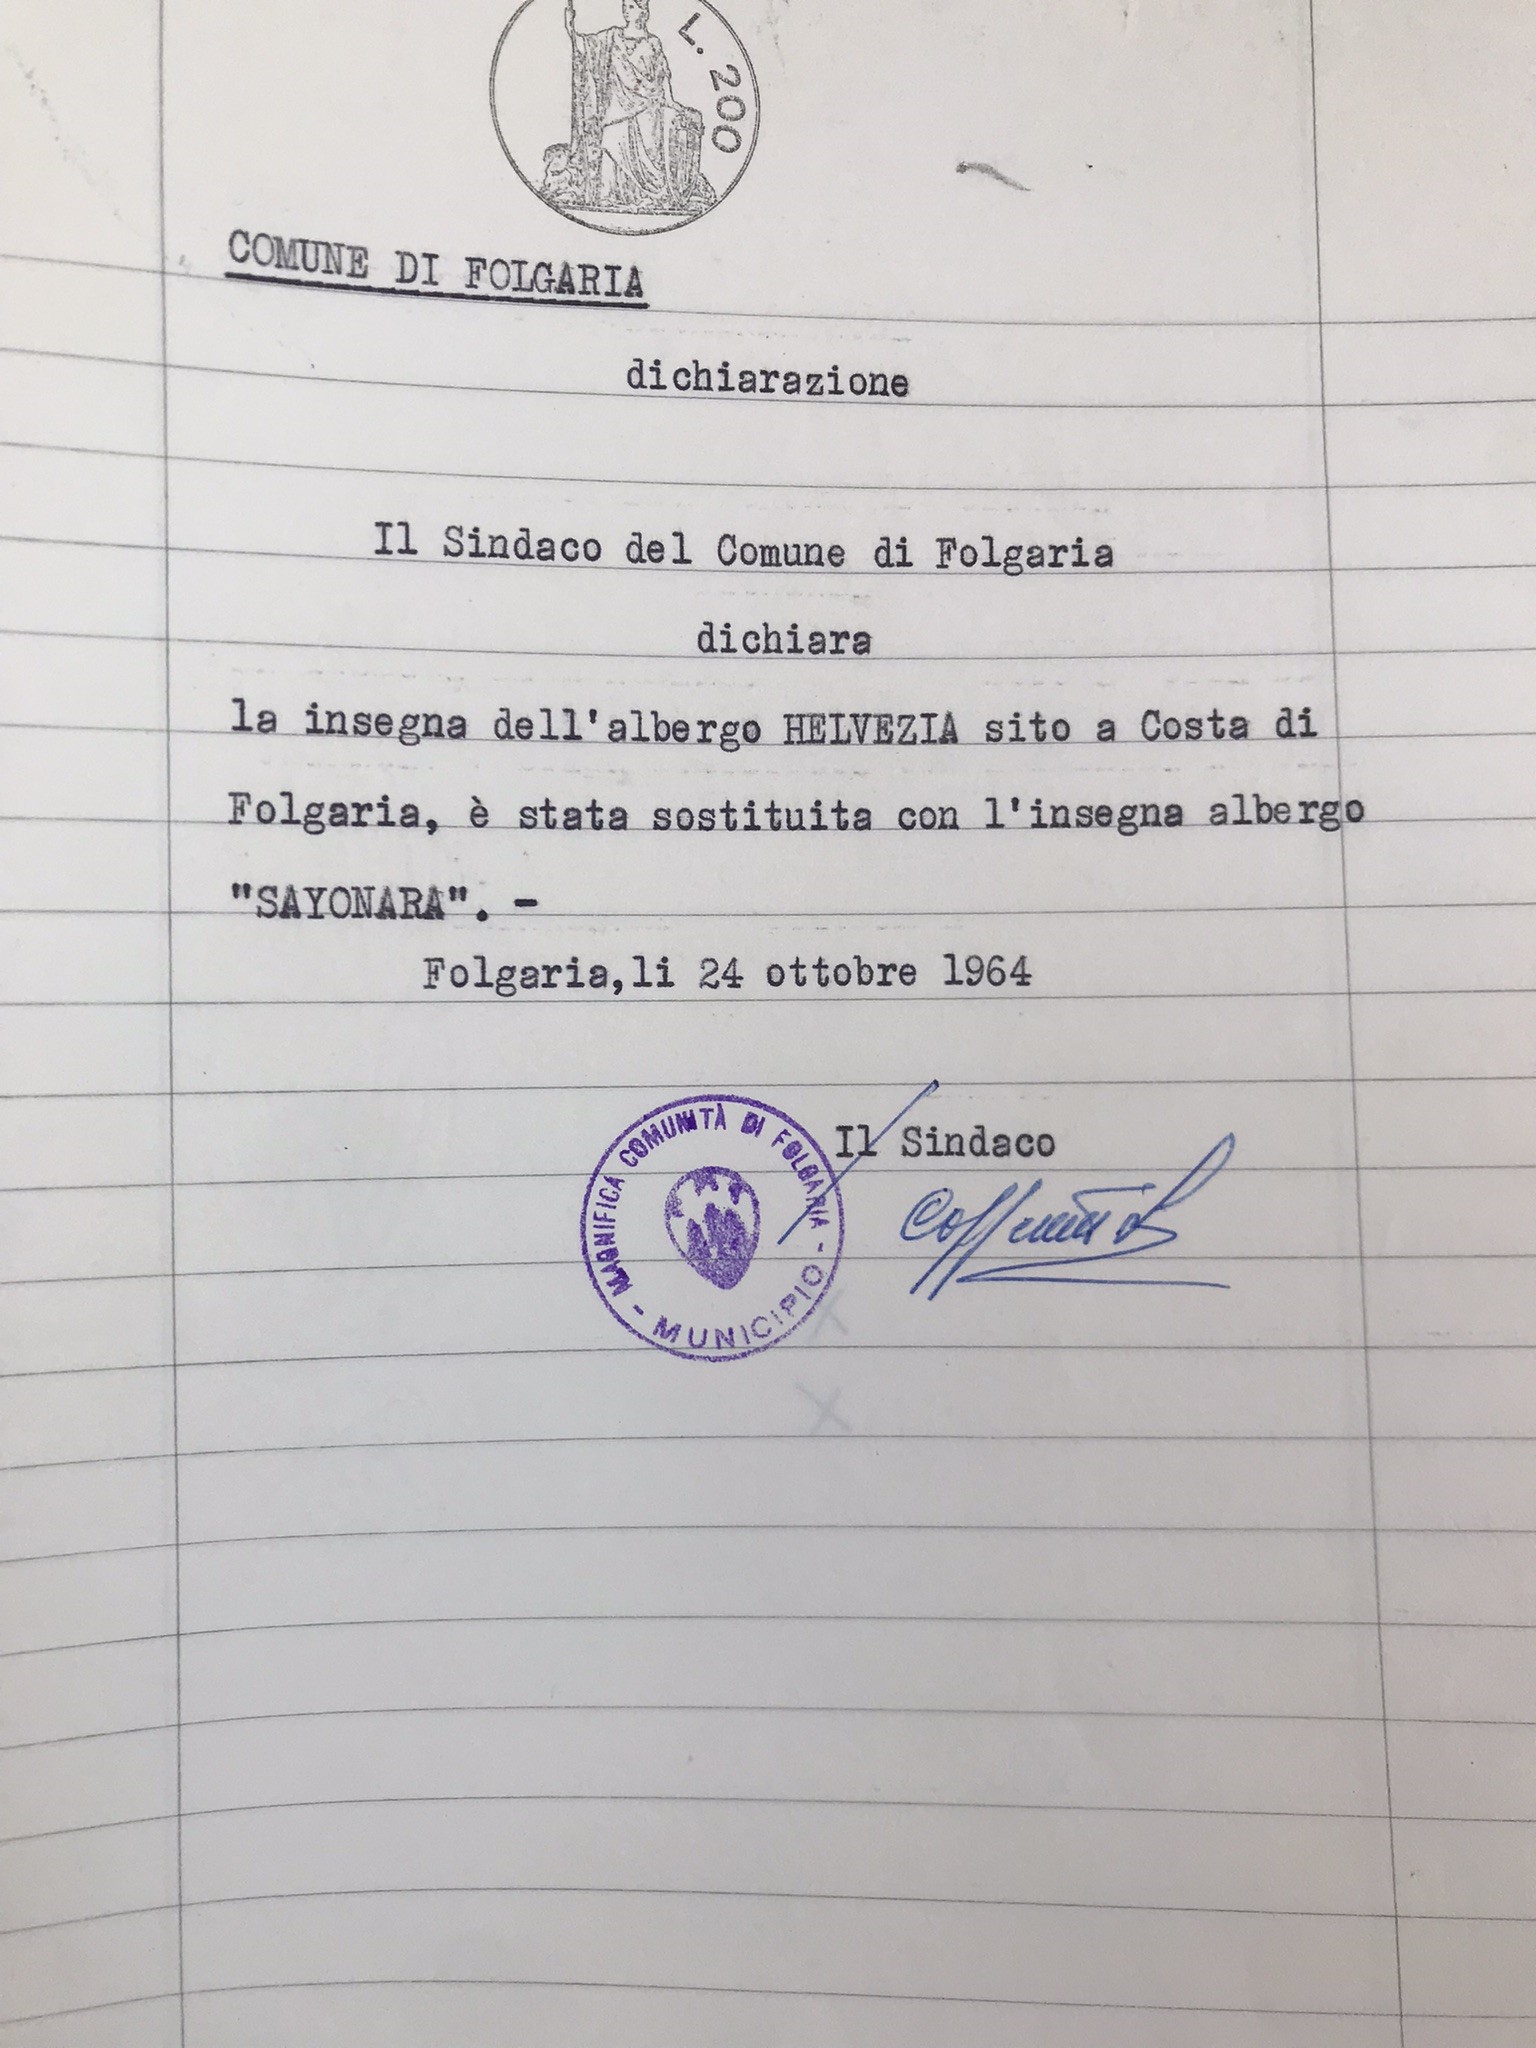 L. 200
COMUNE DI FOLGARIA
dichiarazione
Il Sindaco del Comune di Folgaria
dichiara
la insegna dell'albergo HELVEZIA sito a Costa di
Folgaria, è stata sostituita con l'insegna albergo
"SAYONARA". -
Folgaria,li 24 ottobre 1964
Il Sindaco
- MAGNIFICA COMUNITÀ DI FOLGARIA -
MUNICIPIO